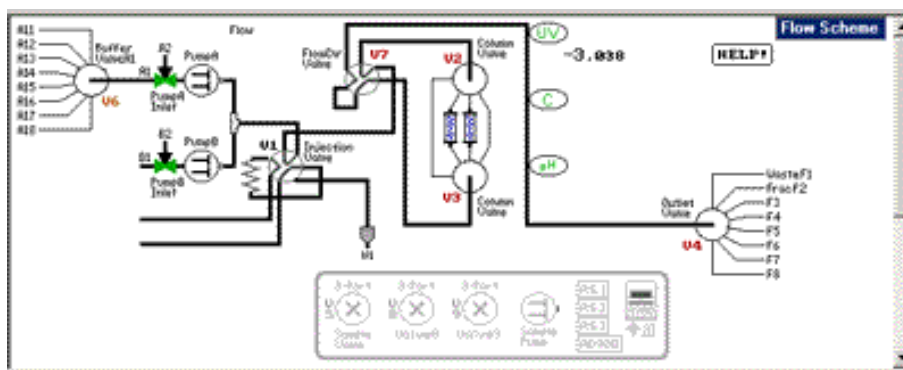 Flow Scheme
HELP!
Flow
A11
A12
A13
A14
A15
A16
A17
A18
Buffer
ValveA1
V6
A2
A1
PumpA
PumpA
Inlet
B2
B1
PumpB
PumpB
Inlet
V1
Injection
Valve
W1
FlowDir
Valve
V7
V2
Column
Valve
V3
Column
Valve
UV
-3.038
C
pH
Outlet
Valve
V4
WasteF1
fracF2
F3
F4
F5
F6
F7
F8
Sample
Pump